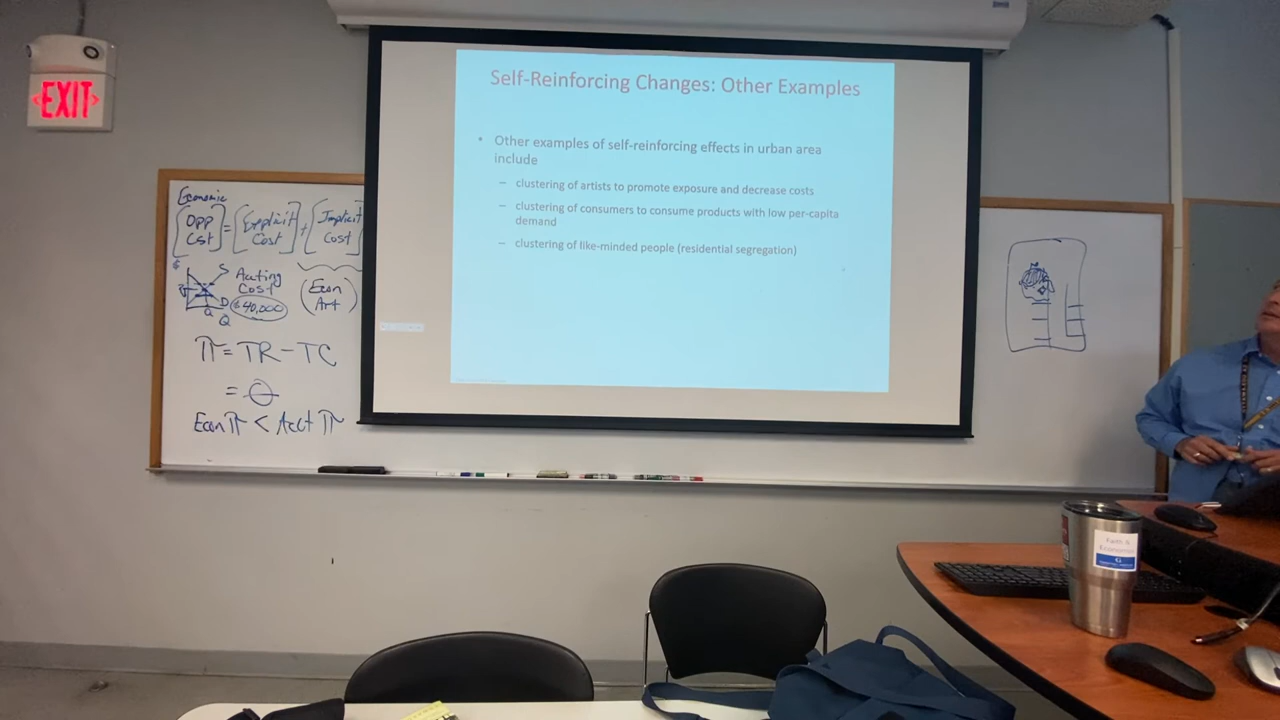 EXIT
Self-Reinforcing Changes: Other Examples
• Other examples of self-reinforcing effects in urban area
include
– clustering of artists to promote exposure and decrease costs
– clustering of consumers to consume products with low per-capita
demand
– clustering of like-minded people (residential segregation)
Economic
[Opp Cst] = [Explicit Cost] + [Implicit Cost]
$ S D Q Q
Acting
Cost
$40,000
(Econ
Art)
π = TR - TC
= 0
Econ π < Acct π
Faith &